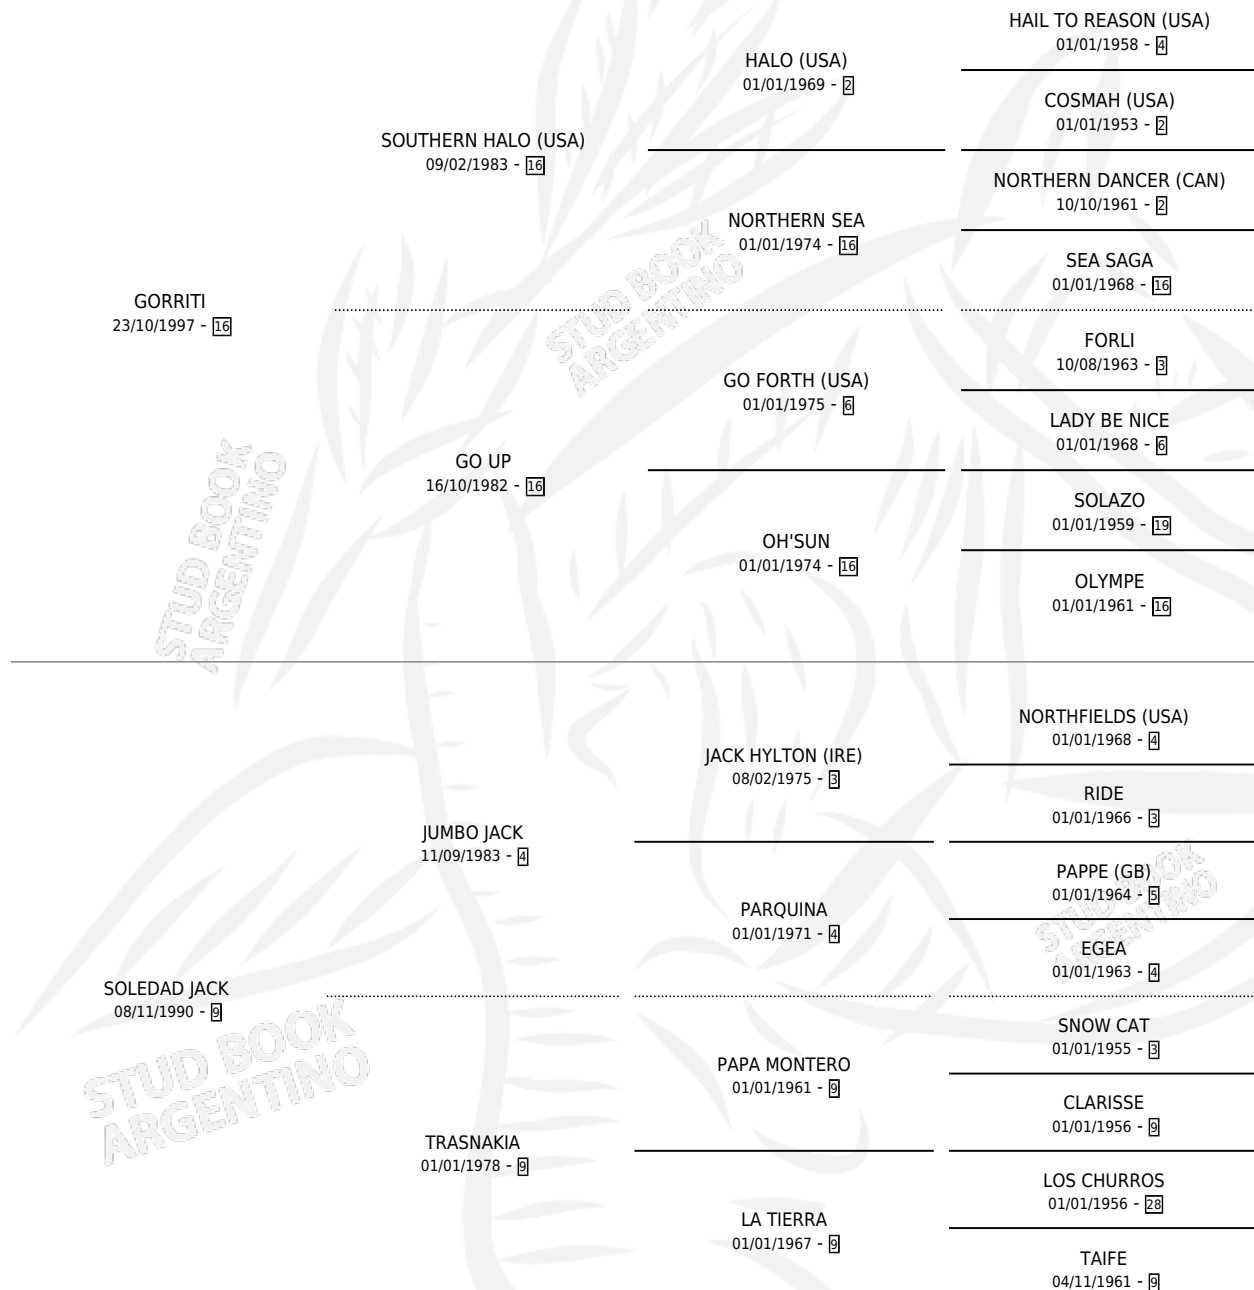 HAIL TO REASON (USA)
01/01/1958 - 4
HALO (USA)
01/01/1969 - 2
COSMAH (USA)
01/01/1953 - 2
SOUTHERN HALO (USA)
09/02/1983 - 16
NORTHERN DANCER (CAN)
10/10/1961 - 2
NORTHERN SEA
01/01/1974 - 16
SEA SAGA
01/01/1968 - 16
GORRITI
23/10/1997 - 16
STUD BOOK
ARGENTINO
FORLI
10/08/1963 - 3
GO FORTH (USA)
01/01/1975 - 6
LADY BE NICE
01/01/1968 - 6
GO UP
16/10/1982 - 16
SOLAZO
01/01/1959 - 19
OH'SUN
01/01/1974 - 16
OLYMPE
01/01/1961 - 16
STUD BOOK
ARGENTINO
NORTHFIELDS (USA)
01/01/1968 - 4
JACK HYLTON (IRE)
08/02/1975 - 3
RIDE
01/01/1966 - 3
JUMBO JACK
11/09/1983 - 4
PAPPE (GB)
01/01/1964 - 5
PARQUINA
01/01/1971 - 4
EGEA
01/01/1963 - 4
STUD BOOK
ARGENTINO
SOLEDAD JACK
08/11/1990 - 9
SNOW CAT
01/01/1955 - 3
PAPA MONTERO
01/01/1961 - 9
CLARISSE
01/01/1956 - 9
STUD BOOK
ARGENTINO
TRASNAKIA
01/01/1978 - 9
LOS CHURROS
01/01/1956 - 28
LA TIERRA
01/01/1967 - 9
TAIFE
04/11/1961 - 9